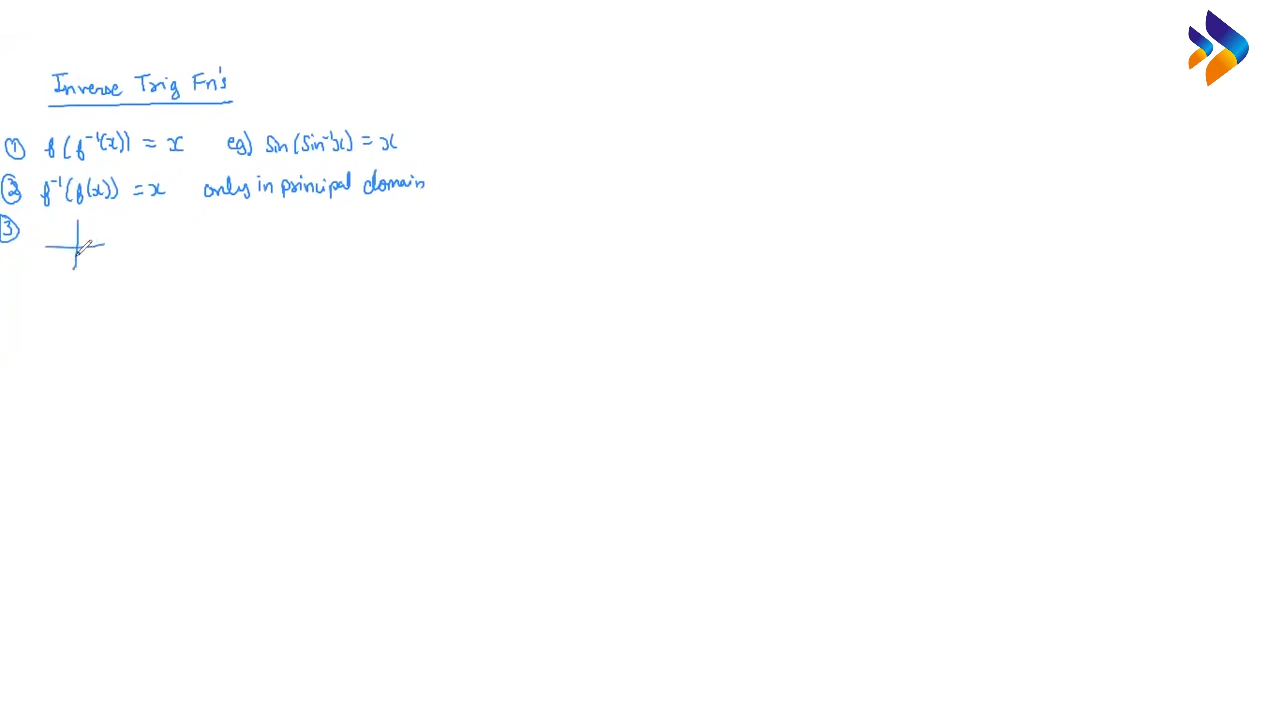 Inverse Trig Fn's
① f(f⁻¹(x)) = x eg) sin(sin⁻¹x) = x
② f⁻¹(f(x)) = x only in principal domain
③